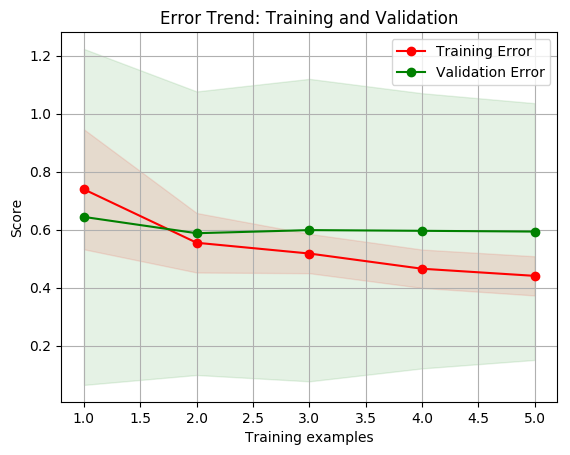 Error Trend: Training and Validation
Training Error
Validation Error
1.2
1.0
0.8
0.6
0.4
0.2
Score
1.0 1.5 2.0 2.5 3.0 3.5 4.0 4.5 5.0
Training examples